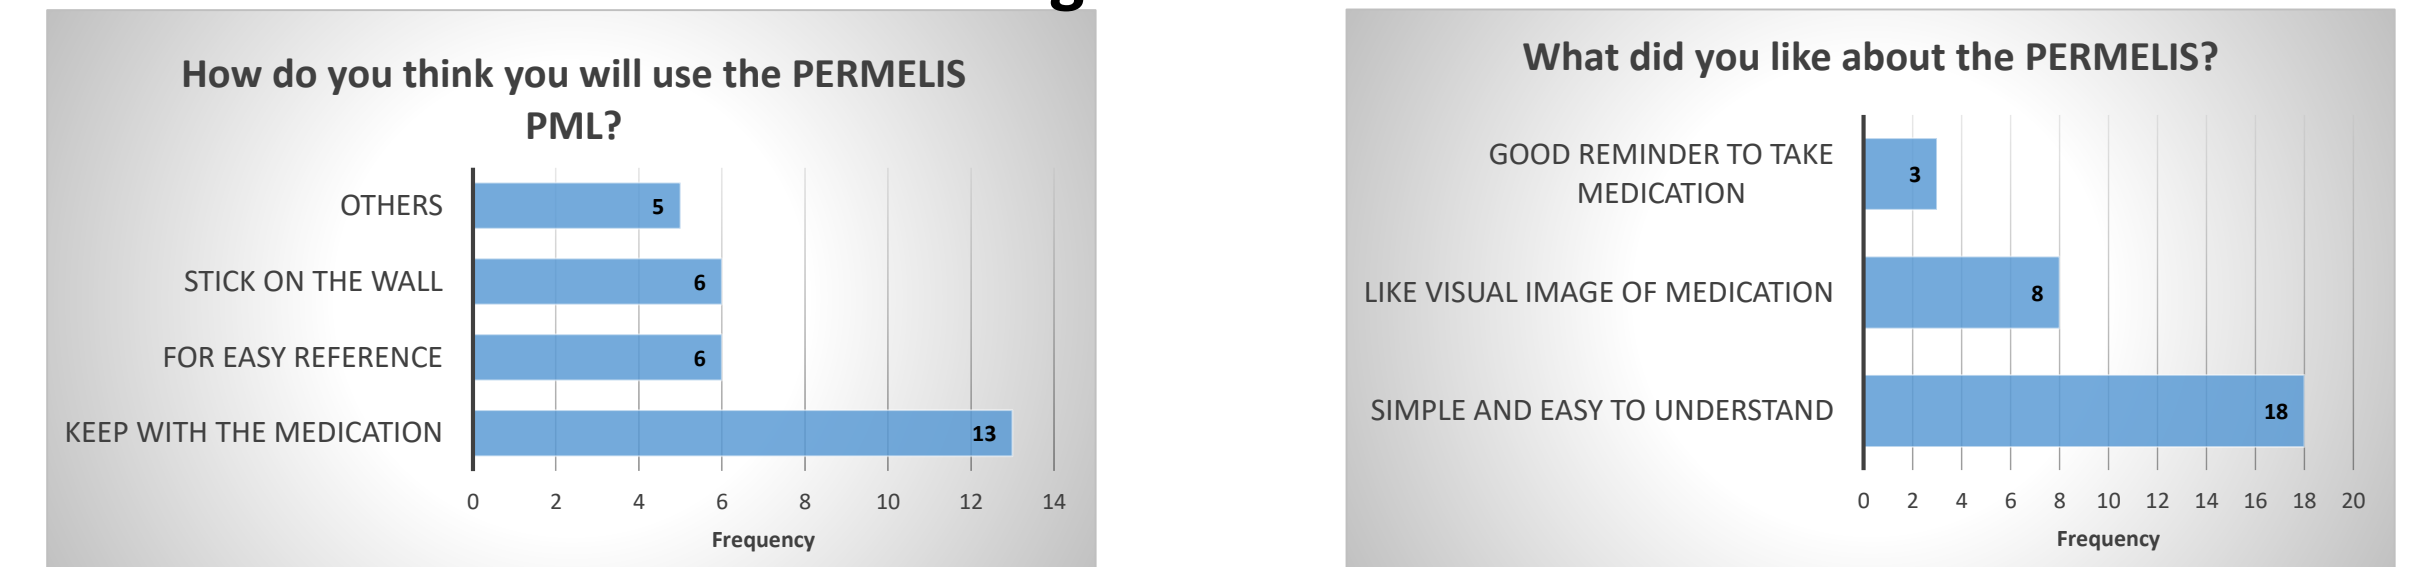 g
How do you think you will use the PERMELIS
PML?
OTHERS
5
STICK ON THE WALL
6
FOR EASY REFERENCE
6
KEEP WITH THE MEDICATION
13
0 2 4 6 8 10 12 14
Frequency
What did you like about the PERMELIS?
GOOD REMINDER TO TAKE
MEDICATION
3
LIKE VISUAL IMAGE OF MEDICATION
8
SIMPLE AND EASY TO UNDERSTAND
18
0 2 4 6 8 10 12 14 16 18 20
Frequency